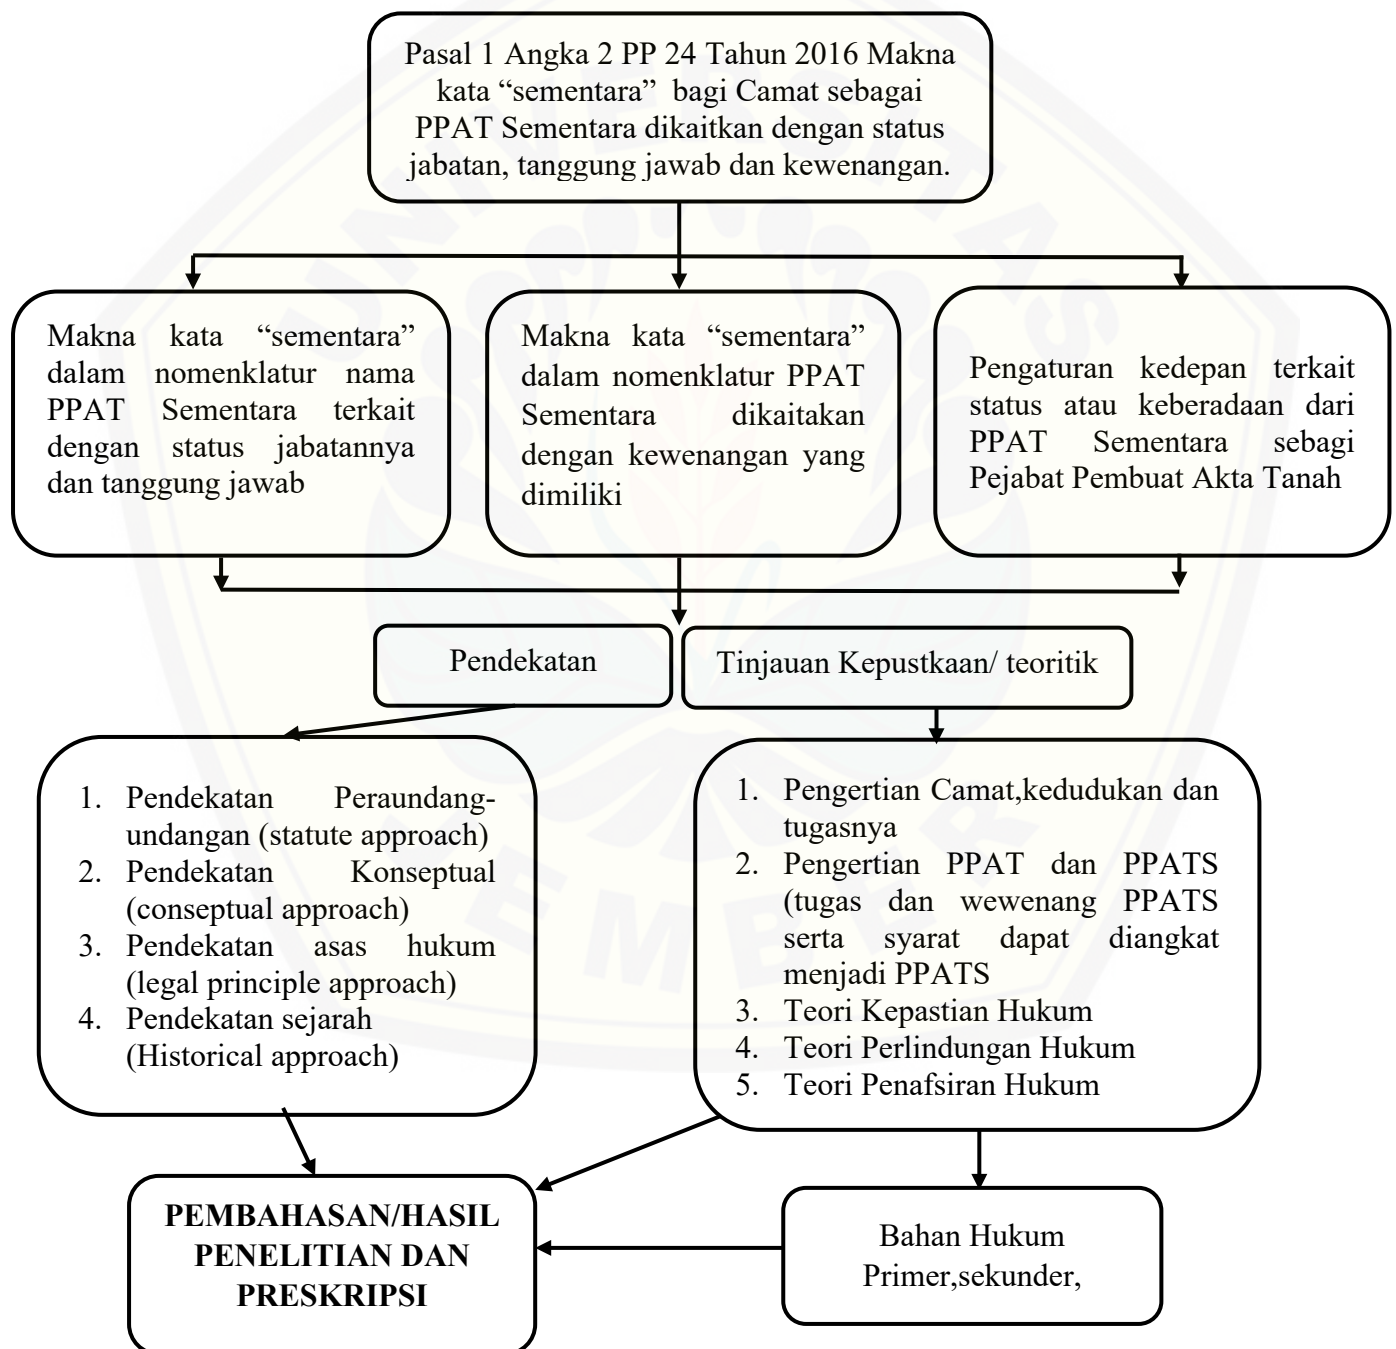 Pasal 1 Angka 2 PP 24 Tahun 2016 Makna
kata “sementara” bagi Camat sebagai
PPAT Sementara dikaitkan dengan status
jabatan, tanggung jawab dan kewenangan.
Makna kata “sementara”
dalam nomenklatur nama
PPAT Sementara terkait
dengan status jabatannya
dan tanggung jawab
Makna kata “sementara”
dalam nomenklatur PPAT
Sementara dikaitakan
dengan kewenangan yang
dimiliki
Pengaturan kedepan terkait
status atau keberadaan dari
PPAT Sementara sebagi
Pejabat Pembuat Akta Tanah
Pendekatan
Tinjauan Kepustkaan/ teoritik
1. Pendekatan Peraundang-
undangan (statute approach)
2. Pendekatan Konseptual
(conseptual approach)
3. Pendekatan asas hukum
(legal principle approach)
4. Pendekatan sejarah
(Historical approach)
1. Pengertian Camat,kedudukan dan
tugasnya
2. Pengertian PPAT dan PPATS
(tugas dan wewenang PPATS
serta syarat dapat diangkat
menjadi PPATS
3. Teori Kepastian Hukum
4. Teori Perlindungan Hukum
5. Teori Penafsiran Hukum
PEMBAHASAN/HASIL
PENELITIAN DAN
PRESKRIPSI
Bahan Hukum
Primer,sekunder,
UNIVERSITAS
JEMBER